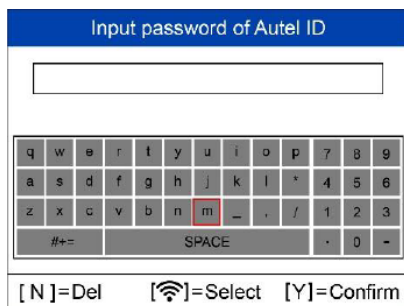 Input password of Autel ID
q w e r t y u i o p 7 8 9
a s d f g h j k l * 4 5 6
z x c v b n m _ , / 1 2 3
#+= SPACE . 0 -
[N]=Del []=Select [Y]=Confirm